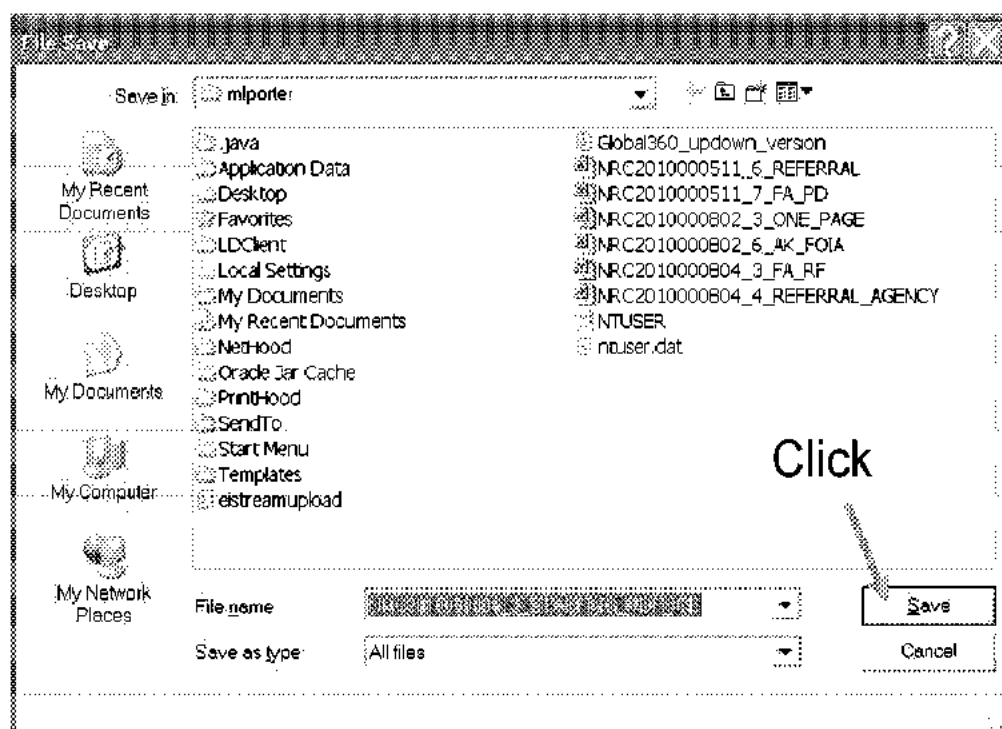 File Save
Save in: mlporter
My Recent
Documents
Desktop
My Documents
My Computer
My Network
Places
.java
Application Data
Desktop
Favorites
LDClient
Local Settings
My Documents
My Recent Documents
NetHood
Oracle Jar Cache
PrintHood
SendTo
Start Menu
Templates
eistreamupload
Global360_updown_version
NRC2010000511_6_REFERRAL
NRC2010000511_7_FA_PD
NRC2010000802_3_ONE_PAGE
NRC2010000802_6_AK_FOIA
NRC2010000804_3_FA_RF
NRC2010000804_4_REFERRAL_AGENCY
NTUSER
ntuser.dat
Click
File name
Save
Save as type: All files
Cancel